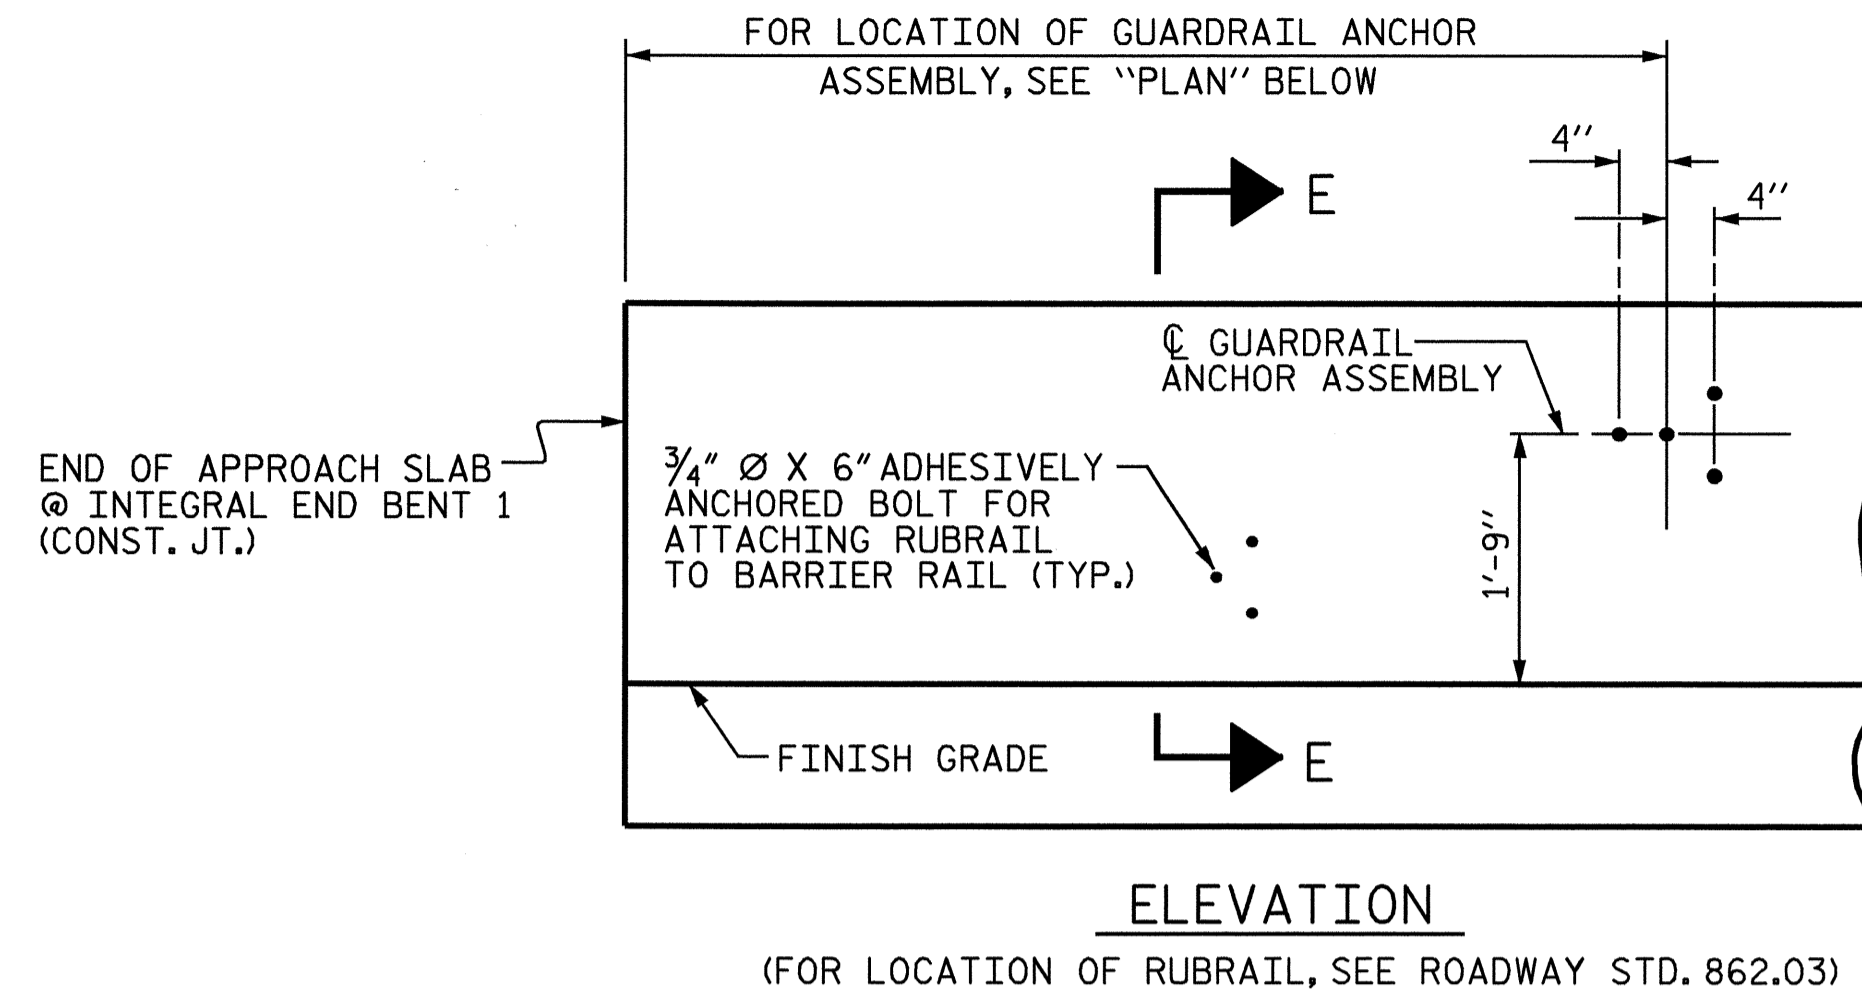 FOR LOCATION OF GUARDRAIL ANCHOR
ASSEMBLY, SEE "PLAN" BELOW
4"
4"
E
℄ GUARDRAIL
ANCHOR ASSEMBLY
END OF APPROACH SLAB
@ INTEGRAL END BENT 1
(CONST. JT.)
3/4" Ø X 6" ADHESIVELY
ANCHORED BOLT FOR
ATTACHING RUBRAIL
TO BARRIER RAIL (TYP.)
1'-9"
FINISH GRADE
E
ELEVATION
(FOR LOCATION OF RUBRAIL, SEE ROADWAY STD. 862.03)